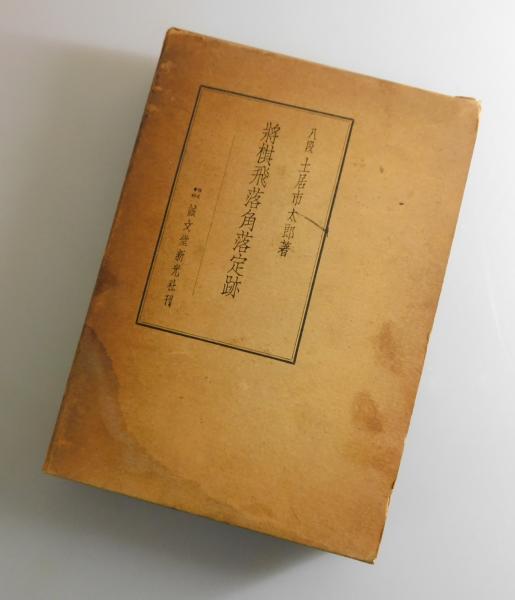 八段 土居市太郎著
將棋飛落角落定跡
誠文堂新光社刊